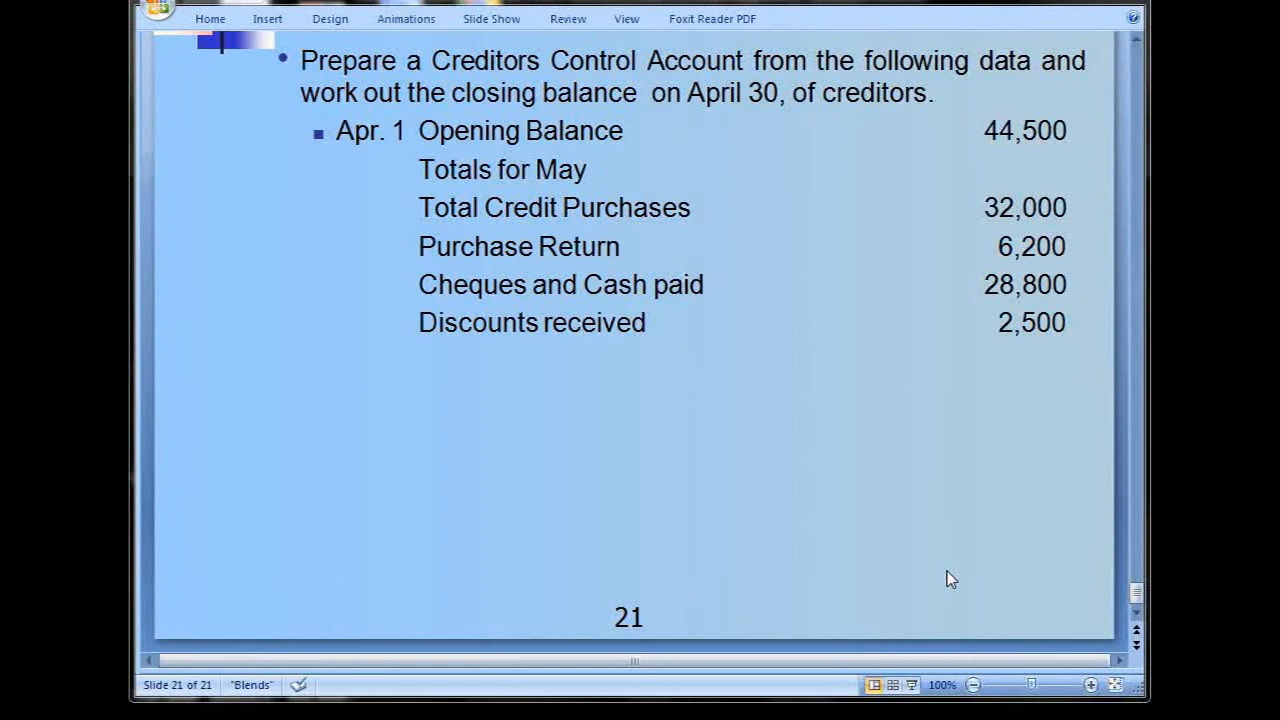 Home Insert Design Animations Slide Show Review View Foxit Reader PDF
• Prepare a Creditors Control Account from the following data and
work out the closing balance on April 30, of creditors.
▪ Apr. 1 Opening Balance 44,500
Totals for May
Total Credit Purchases 32,000
Purchase Return 6,200
Cheques and Cash paid 28,800
Discounts received 2,500
21
Slide 21 of 21 "Blends" 100%